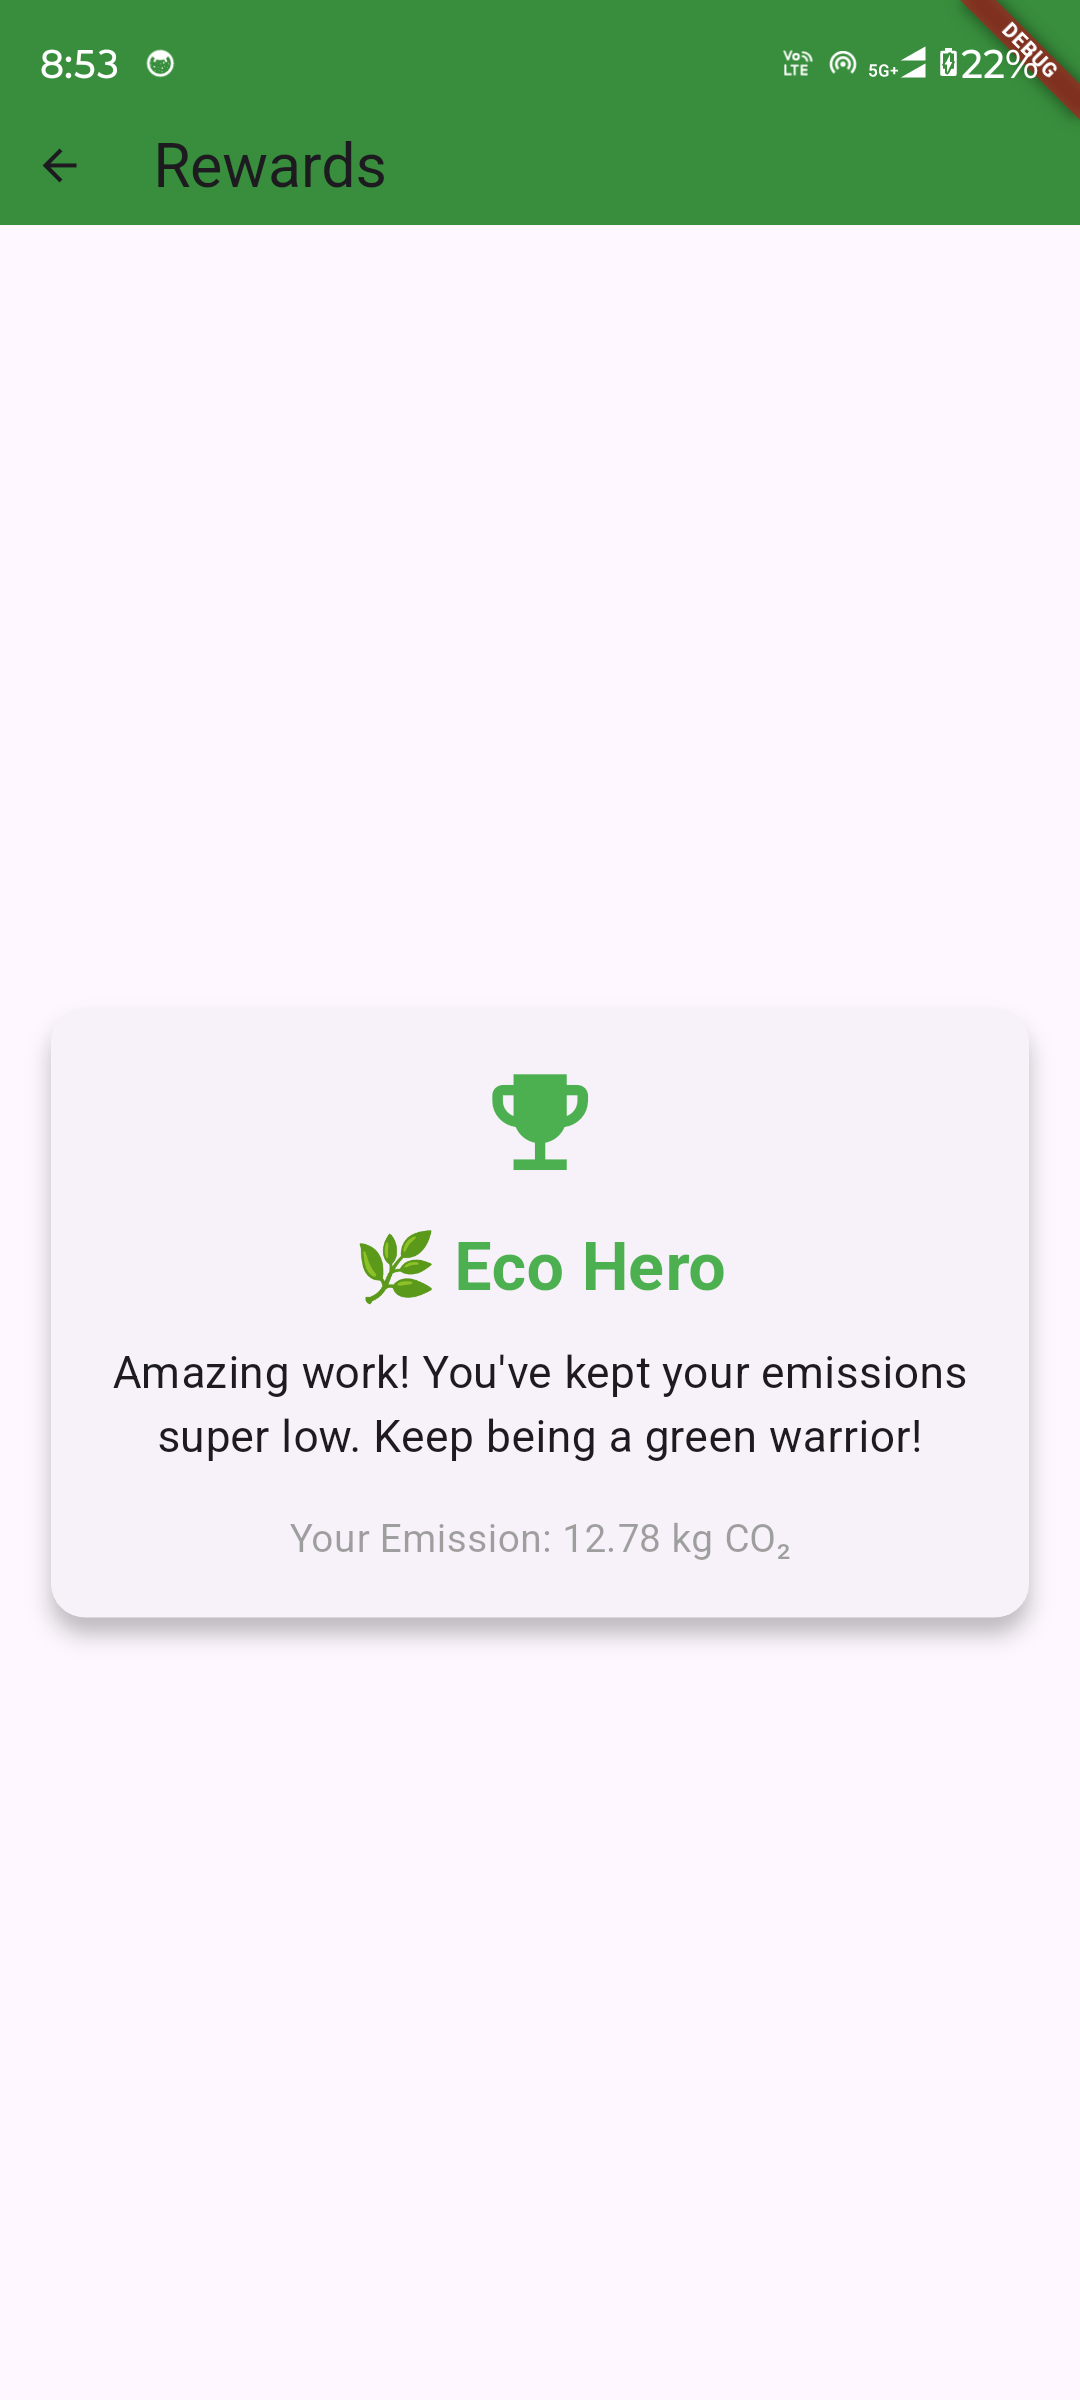 8:53
Vo LTE
5G+
22%
DEBUG
Rewards
🌿 Eco Hero
Amazing work! You've kept your emissions
super low. Keep being a green warrior!
Your Emission: 12.78 kg CO₂